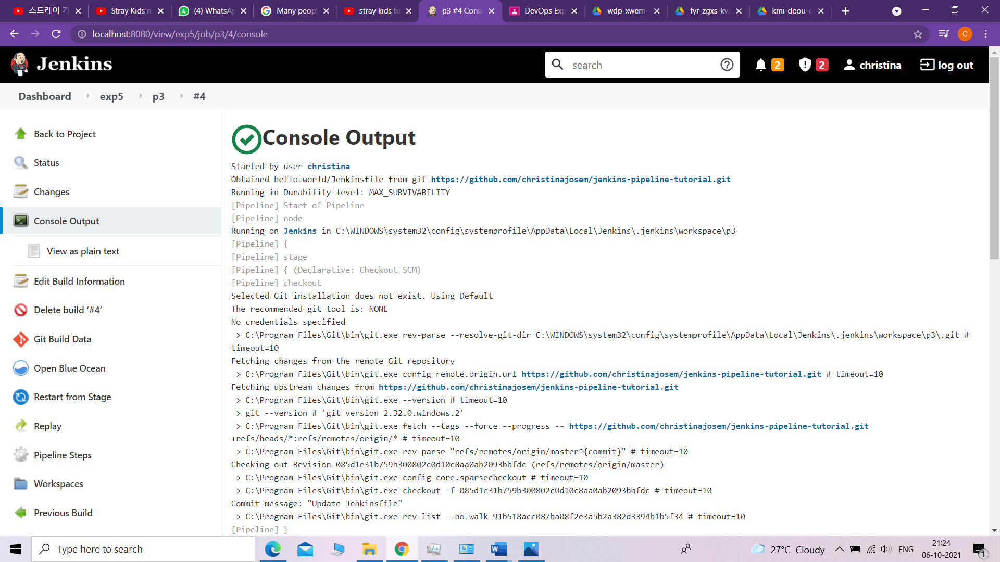 스트레이 키
Stray Kids m
(4) WhatsAp
Many peopl
stray kids fu
p3 #4 Conso
DevOps Exp
wdp-xwem-
fyr-zgxs-kvz
kmi-deou-o
localhost:8080/view/exp5/job/p3/4/console
C
Jenkins
search
2
2
christina
log out
Dashboard
exp5
p3
#4
Back to Project
Status
Changes
Console Output
View as plain text
Edit Build Information
Delete build ‘#4’
Git Build Data
Open Blue Ocean
Restart from Stage
Replay
Pipeline Steps
Workspaces
Previous Build
Console Output
Started by user christina
Obtained hello-world/Jenkinsfile from git https://github.com/christinajosem/jenkins-pipeline-tutorial.git
Running in Durability level: MAX_SURVIVABILITY
[Pipeline] Start of Pipeline
[Pipeline] node
Running on Jenkins in C:\WINDOWS\system32\config\systemprofile\AppData\Local\Jenkins\.jenkins\workspace\p3
[Pipeline] {
[Pipeline] stage
[Pipeline] { (Declarative: Checkout SCM)
[Pipeline] checkout
Selected Git installation does not exist. Using Default
The recommended git tool is: NONE
No credentials specified
> C:\Program Files\Git\bin\git.exe rev-parse --resolve-git-dir C:\WINDOWS\system32\config\systemprofile\AppData\Local\Jenkins\.jenkins\workspace\p3\.git #
timeout=10
Fetching changes from the remote Git repository
> C:\Program Files\Git\bin\git.exe config remote.origin.url https://github.com/christinajosem/jenkins-pipeline-tutorial.git # timeout=10
Fetching upstream changes from https://github.com/christinajosem/jenkins-pipeline-tutorial.git
> C:\Program Files\Git\bin\git.exe --version # timeout=10
> git --version # 'git version 2.32.0.windows.2'
> C:\Program Files\Git\bin\git.exe fetch --tags --force --progress -- https://github.com/christinajosem/jenkins-pipeline-tutorial.git
+refs/heads/*:refs/remotes/origin/* # timeout=10
> C:\Program Files\Git\bin\git.exe rev-parse "refs/remotes/origin/master^{commit}" # timeout=10
Checking out Revision 085d1e31b759b300802c0d10c8aa0ab2093bbfdc (refs/remotes/origin/master)
> C:\Program Files\Git\bin\git.exe config core.sparsecheckout # timeout=10
> C:\Program Files\Git\bin\git.exe checkout -f 085d1e31b759b300802c0d10c8aa0ab2093bbfdc # timeout=10
Commit message: "Update Jenkinsfile"
> C:\Program Files\Git\bin\git.exe rev-list --no-walk 91b518acc087ba08f2e3a5b2a382d3394b1b5f34 # timeout=10
[Pipeline] }
Type here to search
27°C Cloudy
ENG
21:24
06-10-2021
1